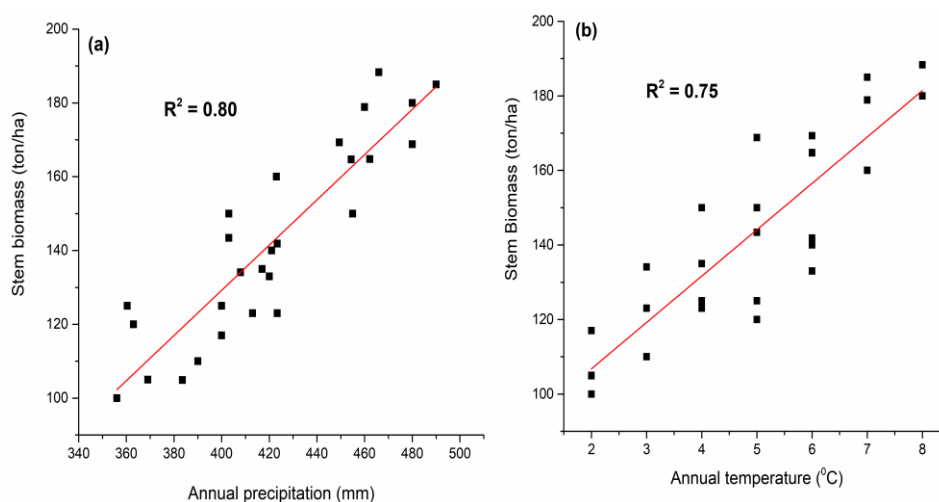 (a)
R² = 0.80
Stem biomass (ton/ha)
200
180
160
140
120
100
340 360 380 400 420 440 460 480 500
Annual precipitation (mm)
(b)
R² = 0.75
Stem Biomass (ton/ha)
200
180
160
140
120
100
2 3 4 5 6 7 8
Annual temperature (⁰C)